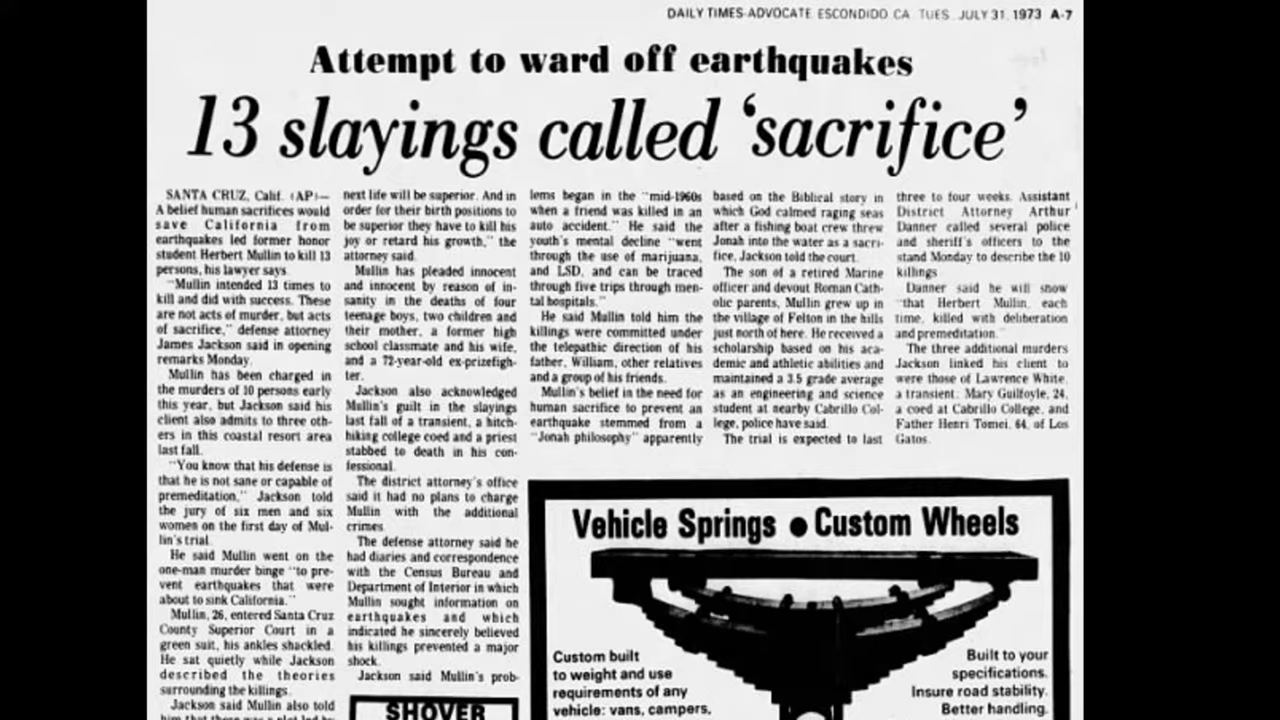 DAILY TIMES-ADVOCATE ESCONDIDO CA TUES. JULY 31, 1973 A-7
Attempt to ward off earthquakes
13 slayings called ‘sacrifice’
SANTA CRUZ, Calif. (AP)—
A belief human sacrifices would
save California from
earthquakes led former honor
student Herbert Mullin to kill 13
persons, his lawyer says.
"Mullin intended 13 times to
kill and did with success. These
are not acts of murder, but acts
of sacrifice," defense attorney
James Jackson said in opening
remarks Monday.
Mullin has been charged in
the murders of 10 persons early
this year, but Jackson said his
client also admits to three oth-
ers in this coastal resort area
last fall.
"You know that his defense is
that he is not sane or capable of
premeditation," Jackson told
the jury of six men and six
women on the first day of Mul-
lin's trial.
He said Mullin went on the
one-man murder binge "to pre-
vent earthquakes that were
about to sink California."
Mullin, 26, entered Santa Cruz
County Superior Court in a
green suit, his ankles shackled.
He sat quietly while Jackson
described the theories
surrounding the killings.
Jackson said Mullin also told
him that there was a plot led by
next life will be superior. And in
order for their birth positions to
be superior they have to kill his
joy or retard his growth," the
attorney said.
Mullin has pleaded innocent
and innocent by reason of in-
sanity in the deaths of four
teenage boys, two children and
their mother, a former high
school classmate and his wife,
and a 72-year-old ex-prizefigh-
ter.
Jackson also acknowledged
Mullin's guilt in the slayings
last fall of a transient, a hitch-
hiking college coed and a priest
stabbed to death in his con-
fessional.
The district attorney's office
said it had no plans to charge
Mullin with the additional
crimes.
The defense attorney said he
had diaries and correspondence
with the Census Bureau and
Department of Interior in which
Mullin sought information on
earthquakes and which
indicated he sincerely believed
his killings prevented a major
shock.
Jackson said Mullin's prob-
lems began in the "mid-1960s
when a friend was killed in an
auto accident." He said the
youth's mental decline "went
through the use of marijuana,
and LSD, and can be traced
through five trips through men-
tal hospitals."
He said Mullin told him the
killings were committed under
the telepathic direction of his
father, William, other relatives
and a group of his friends.
Mullin's belief in the need for
human sacrifice to prevent an
earthquake stemmed from a
"Jonah philosophy" apparently
based on the Biblical story in
which God calmed raging seas
after a fishing boat crew threw
Jonah into the water as a sacri-
fice, Jackson told the court.
The son of a retired Marine
officer and devout Roman Cath-
olic parents, Mullin grew up in
the village of Felton in the hills
just north of here. He received a
scholarship based on his aca-
demic and athletic abilities and
maintained a 3.5 grade average
as an engineering and science
student at nearby Cabrillo Col-
lege, police have said.
The trial is expected to last
three to four weeks. Assistant
District Attorney Arthur
Danner called several police
and sheriff's officers to the
stand Monday to describe the 10
killings.
Danner said he will show
"that Herbert Mullin, each
time, killed with deliberation
and premeditation."
The three additional murders
Jackson linked his client to
were those of Lawrence White,
a transient; Mary Guilfoyle, 24,
a coed at Cabrillo College, and
Father Henri Tomei, 64, of Los
Gatos.
SHOVER
Vehicle Springs ● Custom Wheels
Custom built
to weight and use
requirements of any
vehicle: vans, campers,
Built to your
specifications.
Insure road stability.
Better handling.